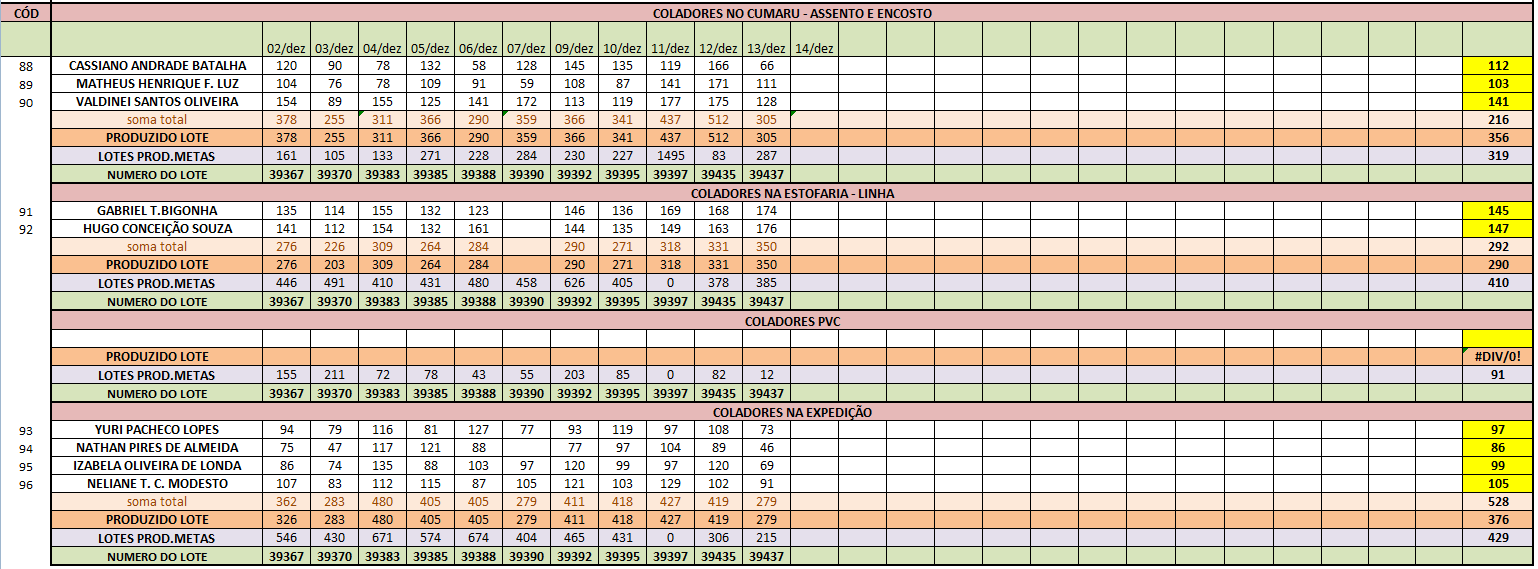 CÓD COLADORES NO CUMARU - ASSENTO E ENCOSTO
02/dez 03/dez 04/dez 05/dez 06/dez 07/dez 09/dez 10/dez 11/dez 12/dez 13/dez 14/dez
88 CASSIANO ANDRADE BATALHA 120 90 78 132 58 128 145 135 119 166 66 112
89 MATHEUS HENRIQUE F. LUZ 104 76 78 109 91 59 108 87 141 171 111 103
90 VALDINEI SANTOS OLIVEIRA 154 89 155 125 141 172 113 119 177 175 128 141
soma total 378 255 311 366 290 359 366 341 437 512 305 216
PRODUZIDO LOTE 378 255 311 366 290 359 366 341 437 512 305 356
LOTES PROD.METAS 161 105 133 271 228 284 230 227 1495 83 287 319
NUMERO DO LOTE 39367 39370 39383 39385 39388 39390 39392 39395 39397 39435 39437
COLADORES NA ESTOFARIA - LINHA
91 GABRIEL T.BIGONHA 135 114 155 132 123 146 136 169 168 174 145
92 HUGO CONCEIÇÃO SOUZA 141 112 154 132 161 144 135 149 163 176 147
soma total 276 226 309 264 284 290 271 318 331 350 292
PRODUZIDO LOTE 276 203 309 264 284 290 271 318 331 350 290
LOTES PROD.METAS 446 491 410 431 480 458 626 405 0 378 385 410
NUMERO DO LOTE 39367 39370 39383 39385 39388 39390 39392 39395 39397 39435 39437
COLADORES PVC
PRODUZIDO LOTE #DIV/0!
LOTES PROD.METAS 155 211 72 78 43 55 203 85 0 82 12 91
NUMERO DO LOTE 39367 39370 39383 39385 39388 39390 39392 39395 39397 39435 39437
COLADORES NA EXPEDIÇÃO
93 YURI PACHECO LOPES 94 79 116 81 127 77 93 119 97 108 73 97
94 NATHAN PIRES DE ALMEIDA 75 47 117 121 88 77 97 104 89 46 86
95 IZABELA OLIVEIRA DE LONDA 86 74 135 88 103 97 120 99 97 120 69 99
96 NELIANE T. C. MODESTO 107 83 112 115 87 105 121 103 129 102 91 105
soma total 362 283 480 405 405 279 411 418 427 419 279 528
PRODUZIDO LOTE 326 283 480 405 405 279 411 418 427 419 279 376
LOTES PROD.METAS 546 430 671 574 674 404 465 431 0 306 215 429
NUMERO DO LOTE 39367 39370 39383 39385 39388 39390 39392 39395 39397 39435 39437